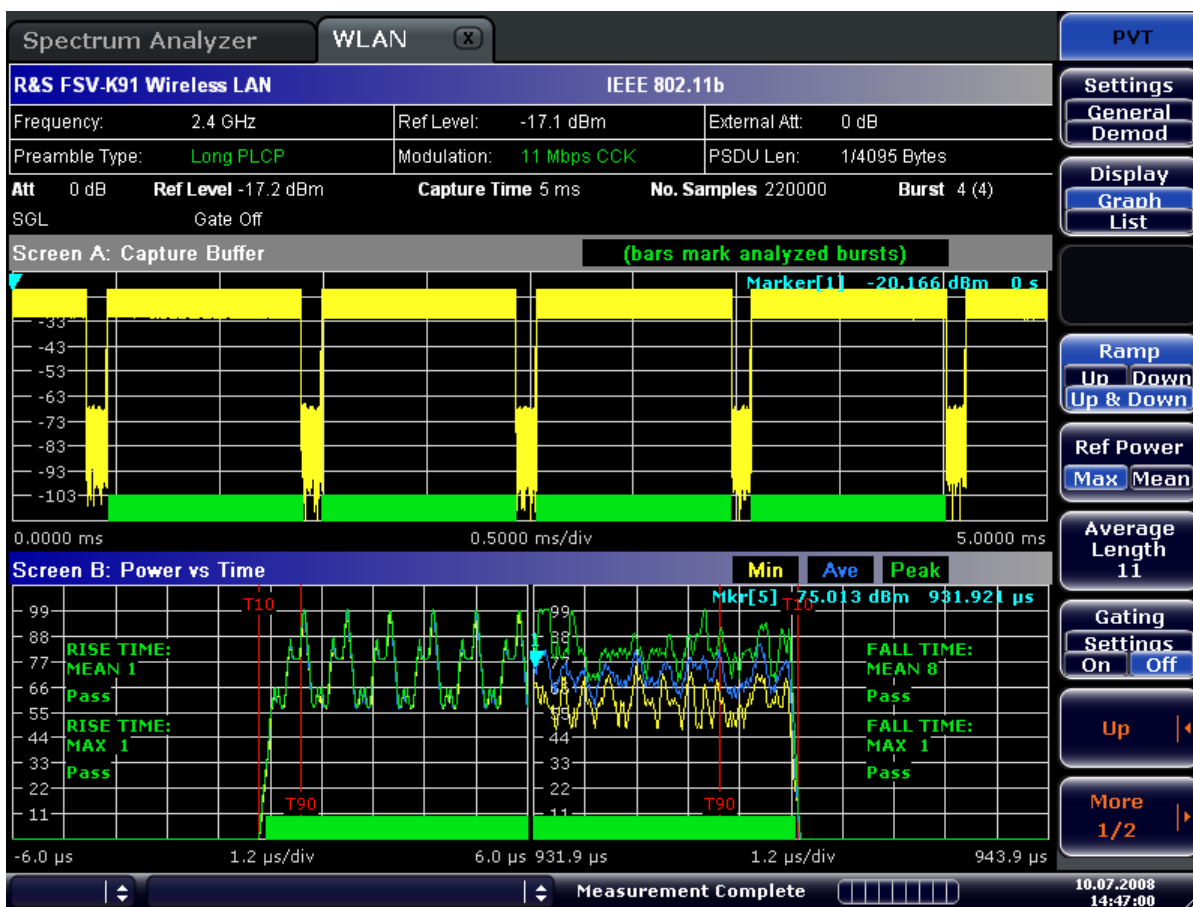 Spectrum Analyzer WLAN X
R&S FSV-K91 Wireless LAN IEEE 802.11b
Frequency: 2.4 GHz Ref Level: -17.1 dBm External Att: 0 dB
Preamble Type: Long PLCP Modulation: 11 Mbps CCK PSDU Len: 1/4095 Bytes
Att 0 dB Ref Level -17.2 dBm Capture Time 5 ms No. Samples 220000 Burst 4 (4)
SGL Gate Off
Screen A: Capture Buffer (bars mark analyzed bursts)
Marker[1] -20.166 dBm 0 s
-33
-43
-53
-63
-73
-83
-93
-103
0.0000 ms 0.5000 ms/div 5.0000 ms
Screen B: Power vs Time Min Ave Peak
Mkr[5] 75.013 dBm 931.921 µs
T10 T10
1
99 99
88 88
77
66 66
55 55
44 44
33 33
22 22
11 11
RISE TIME:
MEAN 1
Pass
RISE TIME:
MAX 1
Pass
FALL TIME:
MEAN 8
Pass
FALL TIME:
MAX 1
Pass
T90 T90
-6.0 µs 1.2 µs/div 6.0 µs 931.9 µs 1.2 µs/div 943.9 µs
Measurement Complete
10.07.2008
14:47:00
PVT
Settings
General
Demod
Display
Graph
List
Ramp
Up Down
Up & Down
Ref Power
Max Mean
Average
Length
11
Gating
Settings
On Off
Up
More
1/2